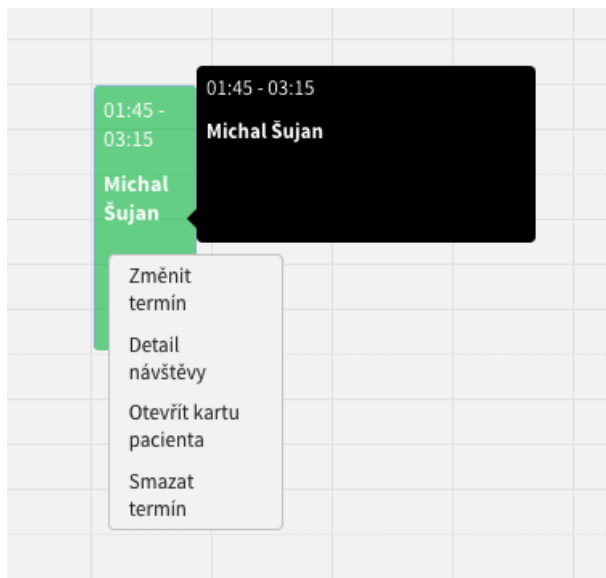 01:45 -
03:15
Michal
Šujan
01:45 - 03:15
Michal Šujan
Změnit
termín
Detail
návštěvy
Otevřít kartu
pacienta
Smazat
termín